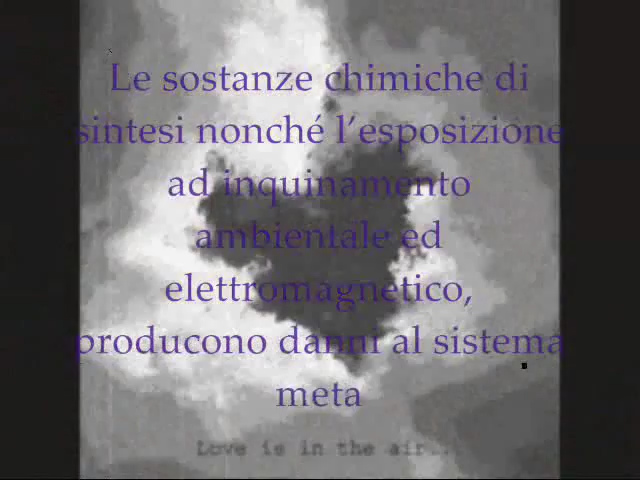 Le sostanze chimiche di
sintesi nonché l’esposizione
ad inquinamento
ambientale ed
elettromagnetico,
producono danni al sistema
meta
Love is in the air...